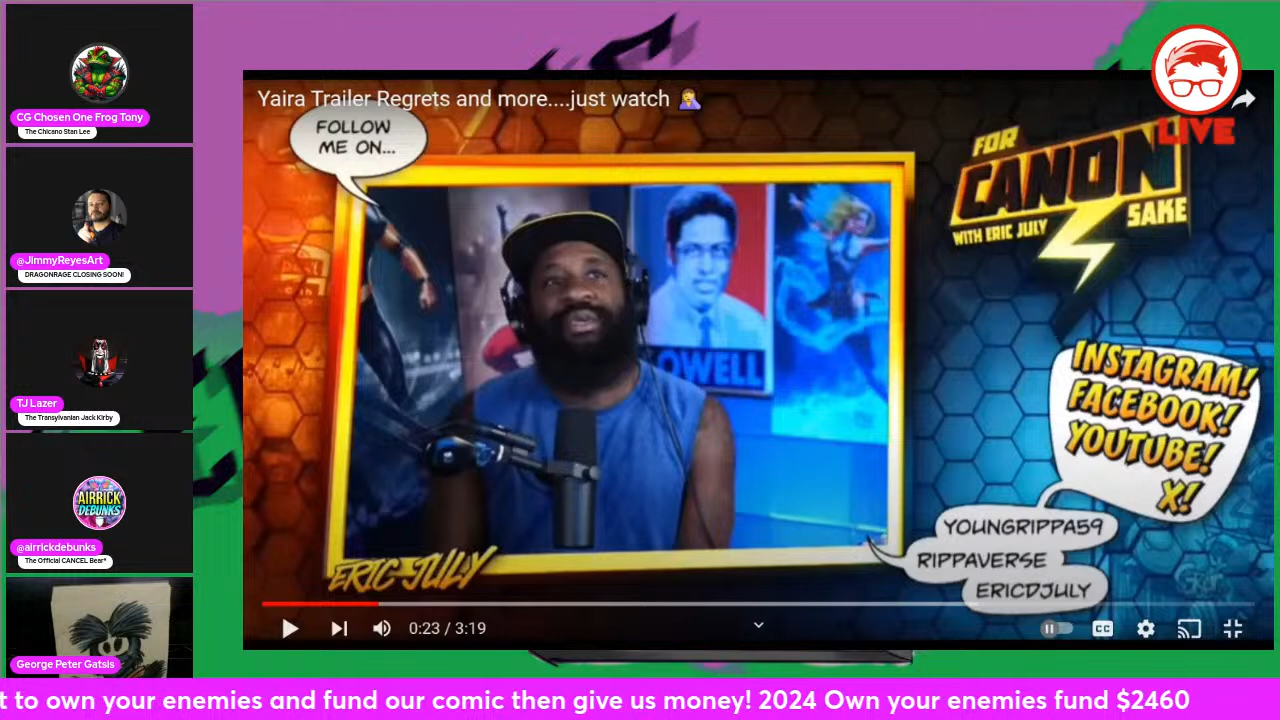 CG Chosen One Frog Tony
The Chicano Stan Lee
@JimmyReyesArt
DRAGONRAGE CLOSING SOON!
TJ Lazer
The Transylvanian Jack Kirby
AIRRICK
DEBUNKS
@airrickdebunks
The Official CANCEL Bear*
George Peter Gatsis
Yaira Trailer Regrets and more....just watch 🤦‍♀️
LIVE
FOLLOW
ME ON...
FOR
CANON
SAKE
WITH ERIC JULY
OWELL
INSTAGRAM!
FACEBOOK!
YOUTUBE!
X!
YOUNGRIPPA59
RIPPAVERSE
ERICDJULY
ERIC JULY
0:23 / 3:19
CC
t to own your enemies and fund our comic then give us money! 2024 Own your enemies fund $2460